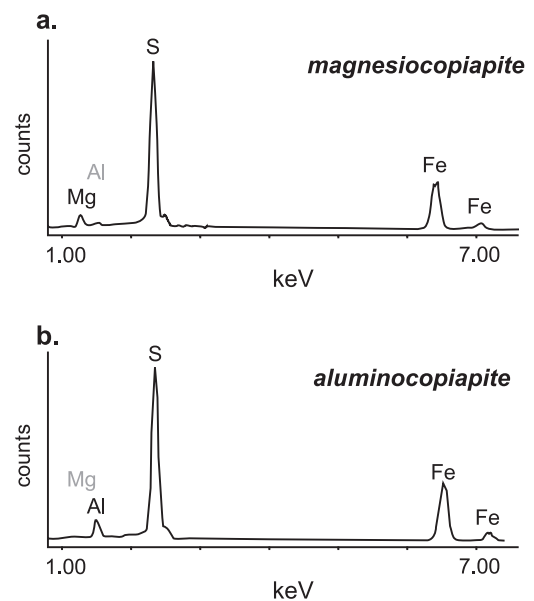 a.
S
magnesiocopiapite
counts
Al
Mg
Fe
Fe
1.00
7.00
keV
b.
S
aluminocopiapite
counts
Mg
Al
Fe
Fe
1.00
7.00
keV